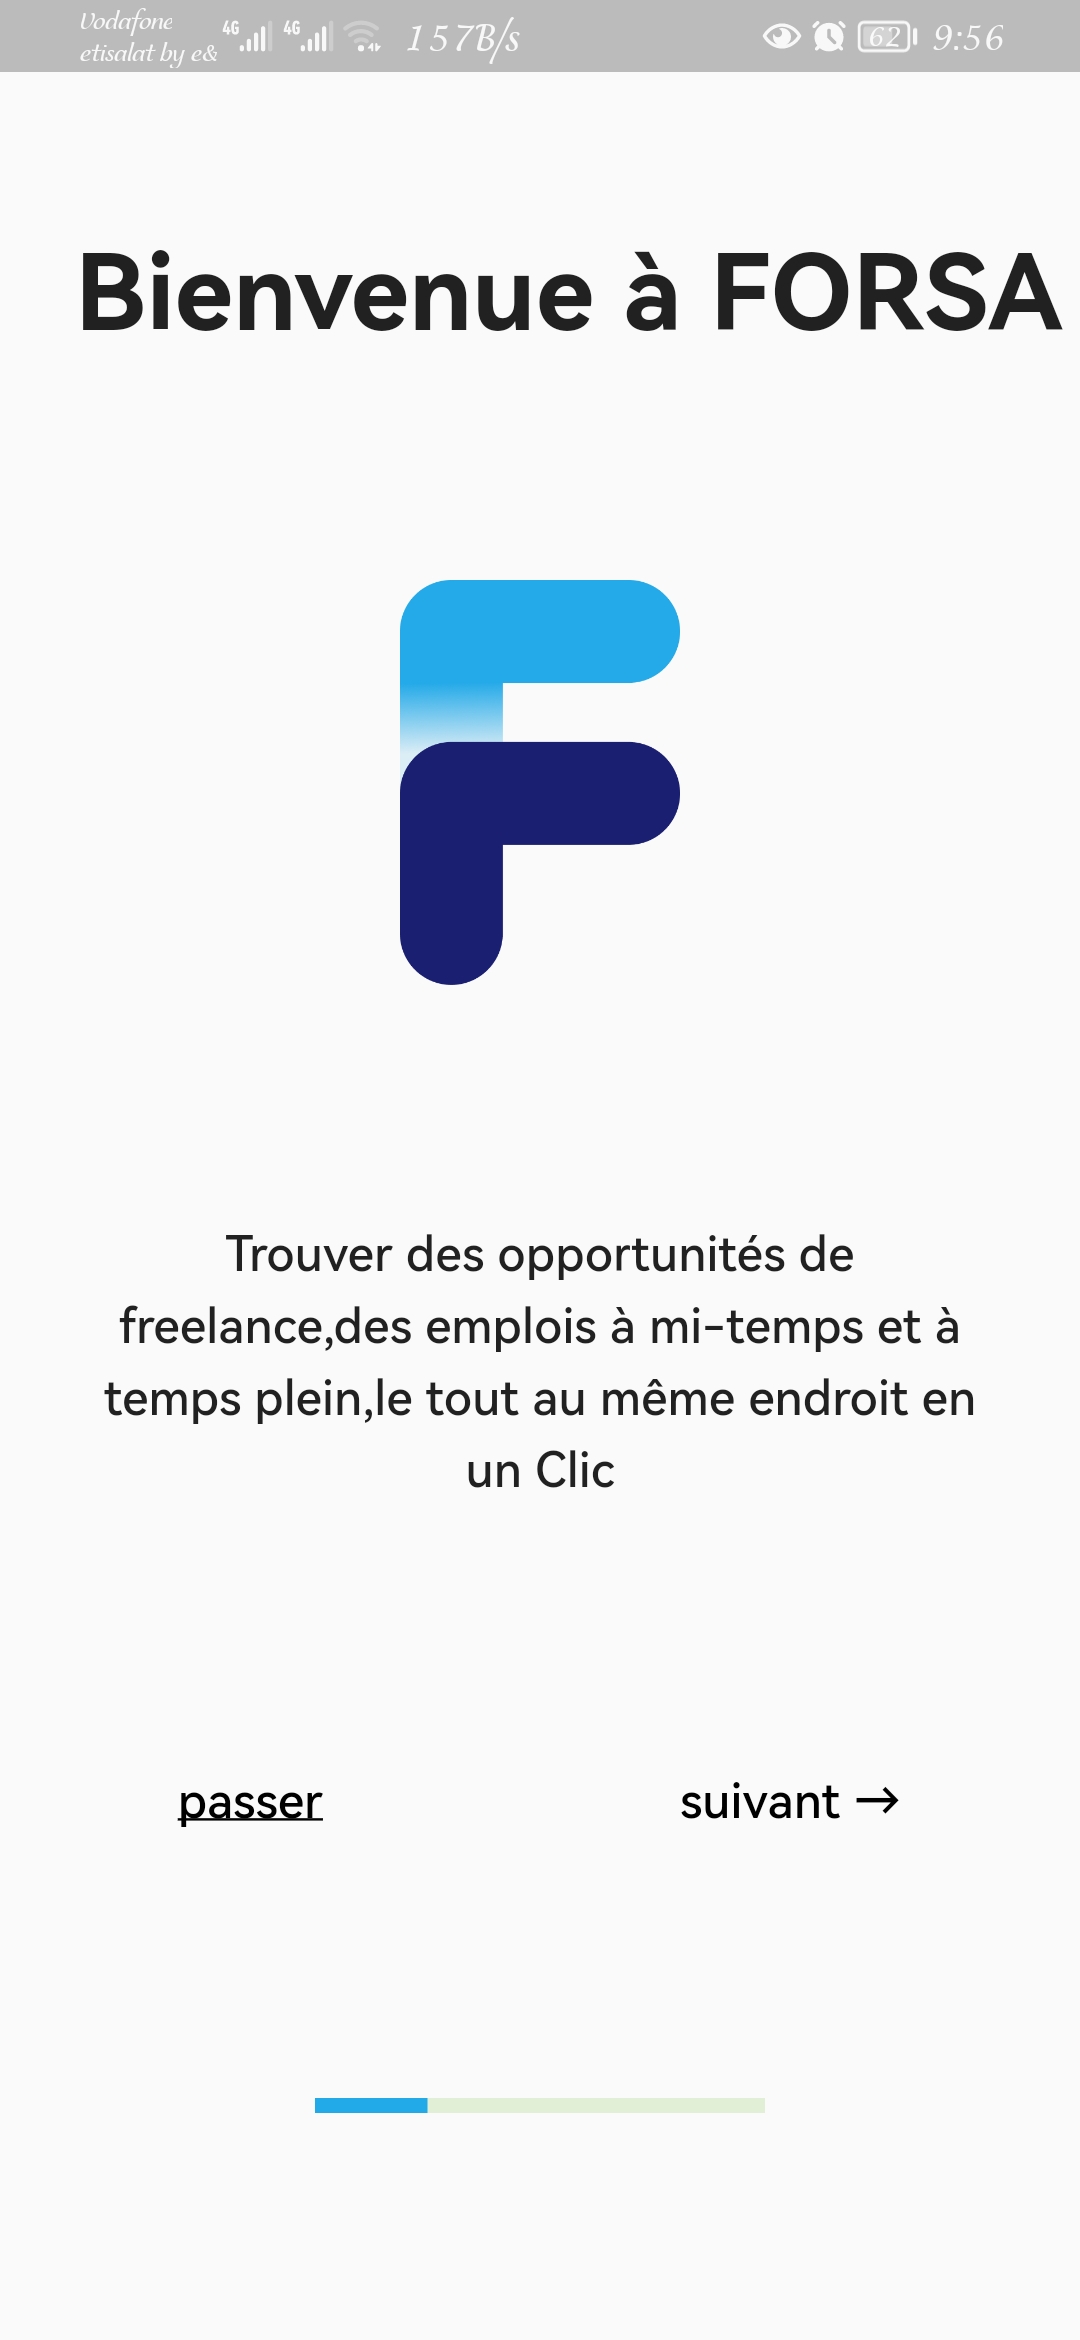 Vodafone
etisalat by e&
4G 4G 157B/s 62 9:56
Bienvenue à FORSA
F
Trouver des opportunités de
freelance,des emplois à mi-temps et à
temps plein,le tout au même endroit en
un Clic
passer
suivant →